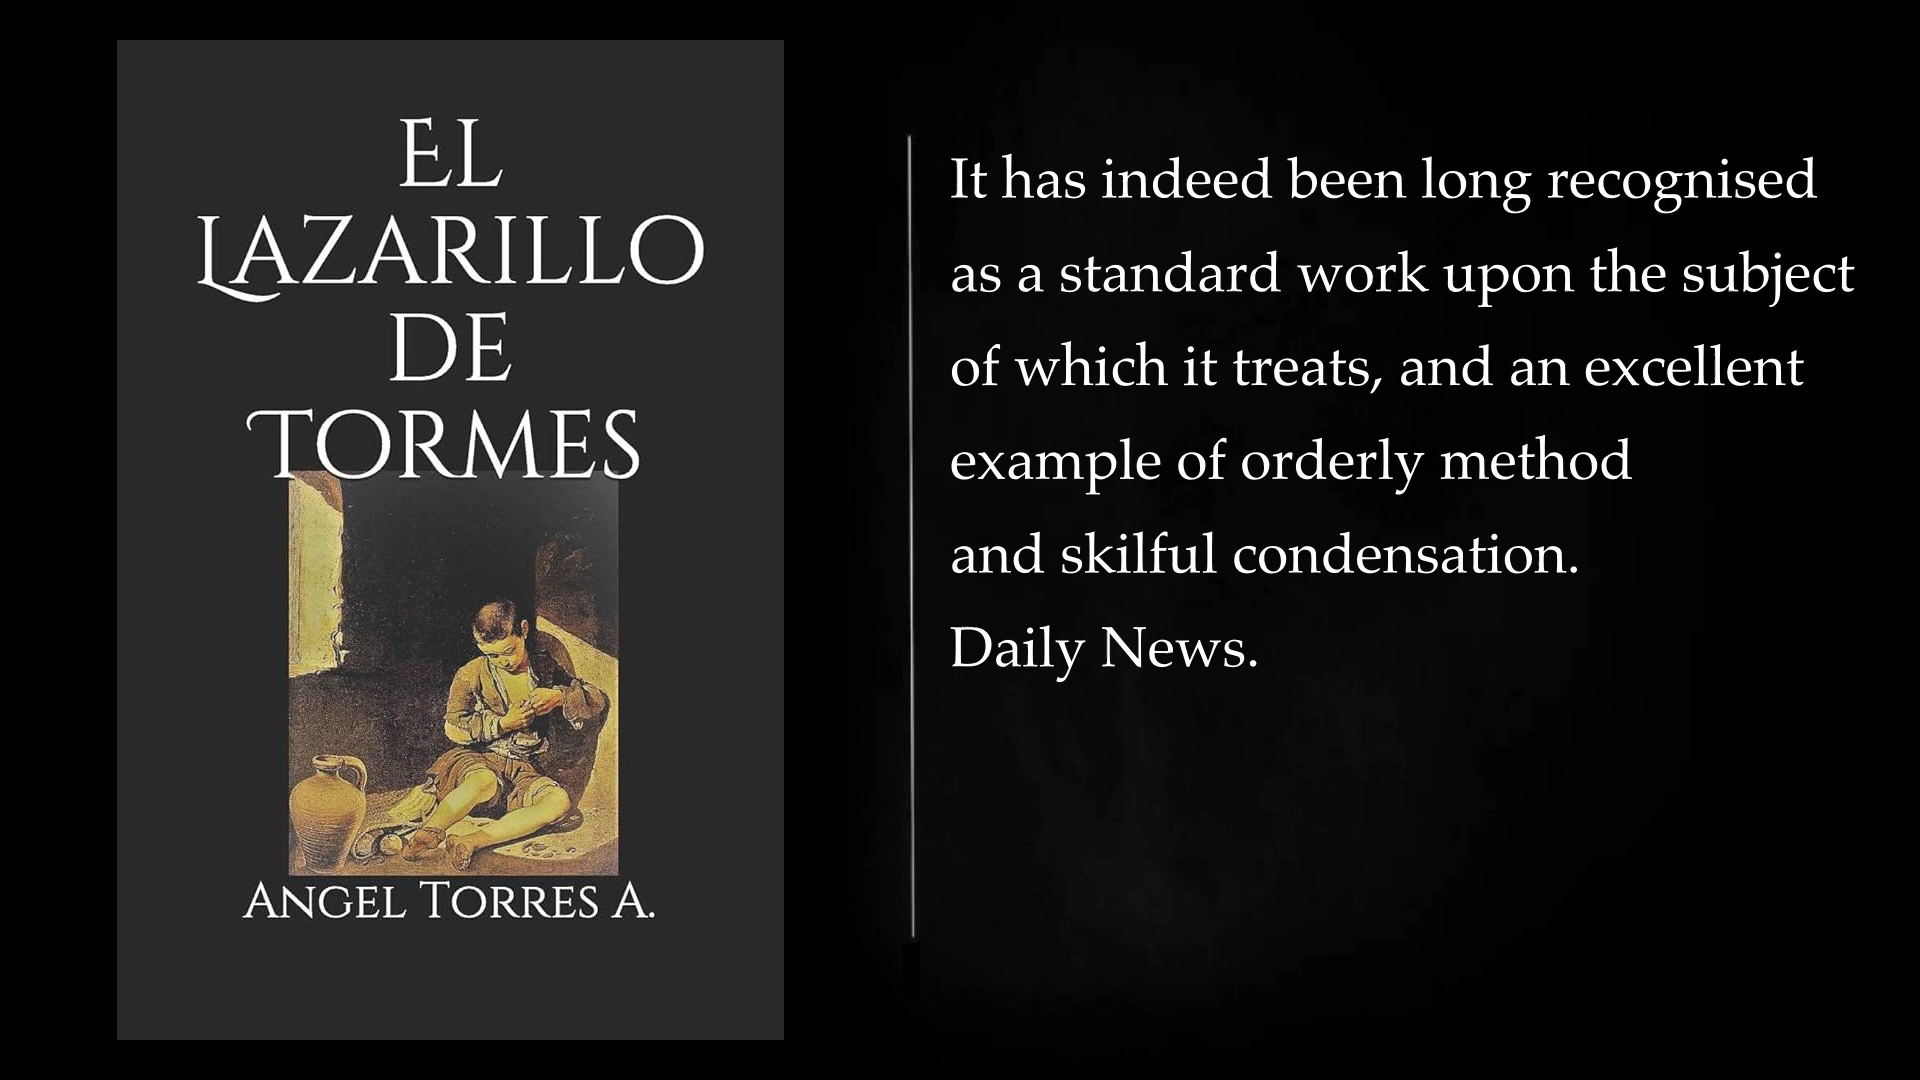 El
Lazarillo
de
Tormes
Angel Torres A.
It has indeed been long recognised
as a standard work upon the subject
of which it treats, and an excellent
example of orderly method
and skilful condensation.
Daily News.